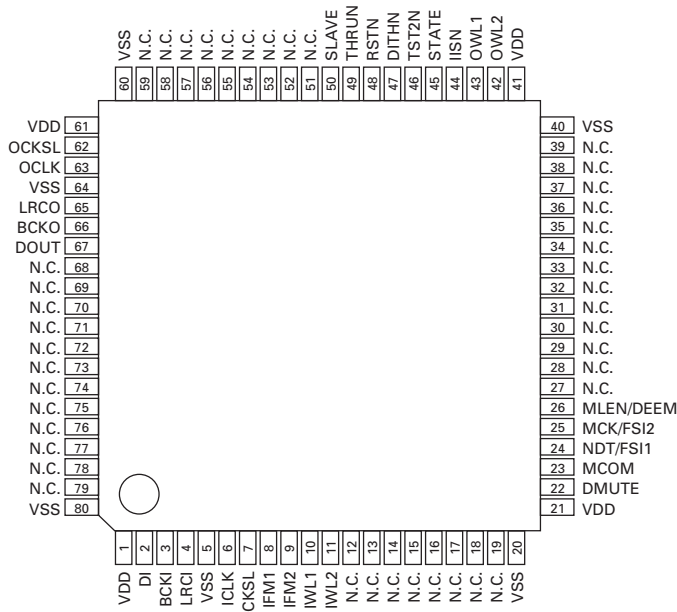 VSS N.C. N.C. N.C. N.C. N.C. N.C. N.C. N.C. N.C. SLAVE THRUN RSTN DITHN TST2N STATE IISN OWL1 OWL2 VDD
60 59 58 57 56 55 54 53 52 51 50 49 48 47 46 45 44 43 42 41
VDD 61 40 VSS
OCKSL 62 39 N.C.
OCLK 63 38 N.C.
VSS 64 37 N.C.
LRCO 65 36 N.C.
BCKO 66 35 N.C.
DOUT 67 34 N.C.
N.C. 68 33 N.C.
N.C. 69 32 N.C.
N.C. 70 31 N.C.
N.C. 71 30 N.C.
N.C. 72 29 N.C.
N.C. 73 28 N.C.
N.C. 74 27 N.C.
N.C. 75 26 MLEN/DEEM
N.C. 76 25 MCK/FSI2
N.C. 77 24 NDT/FSI1
N.C. 78 23 MCOM
N.C. 79 22 DMUTE
VSS 80 21 VDD
1 2 3 4 5 6 7 8 9 10 11 12 13 14 15 16 17 18 19 20
VDD DI BCKI LRCI VSS ICLK CKSL IFM1 IFM2 IWL1 IWL2 N.C. N.C. N.C. N.C. N.C. N.C. N.C. N.C. VSS